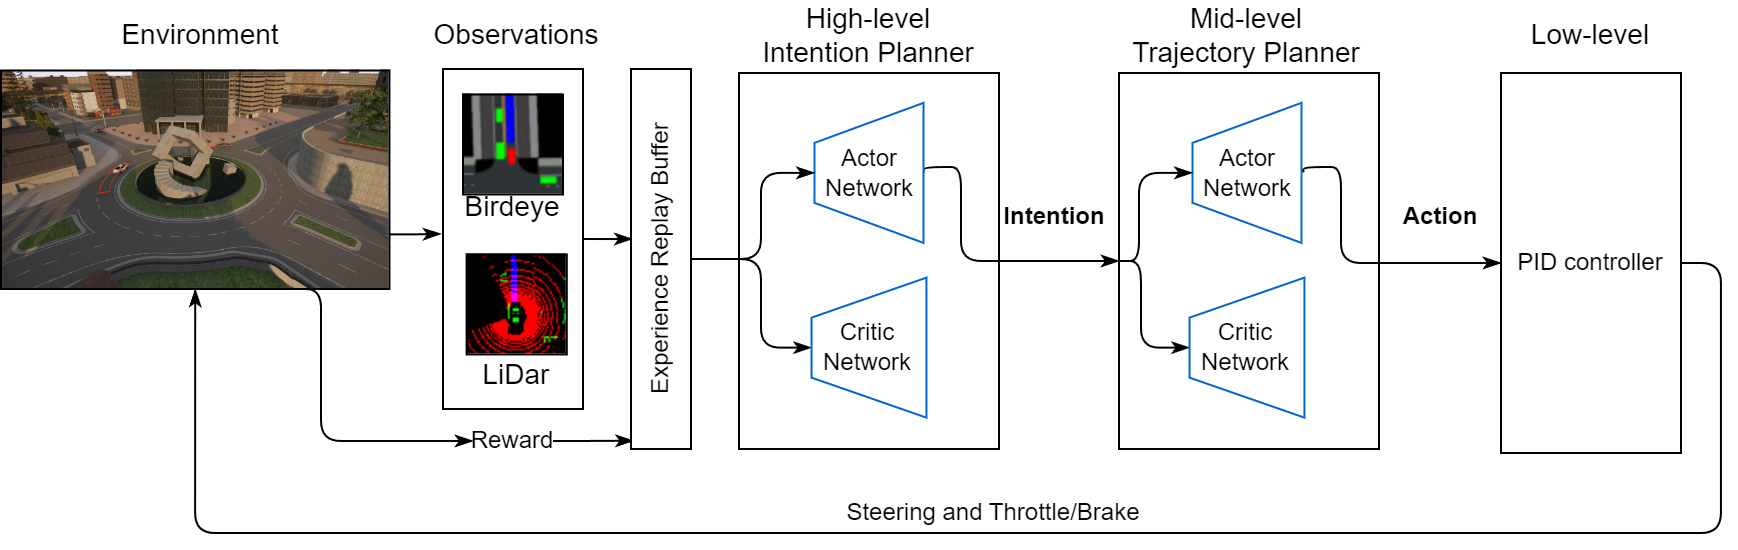 Environment
Observations
High-level
Intention Planner
Mid-level
Trajectory Planner
Low-level
Birdeye
LiDar
Reward
Experience Replay Buffer
Actor
Network
Critic
Network
Intention
Actor
Network
Critic
Network
Action
PID controller
Steering and Throttle/Brake